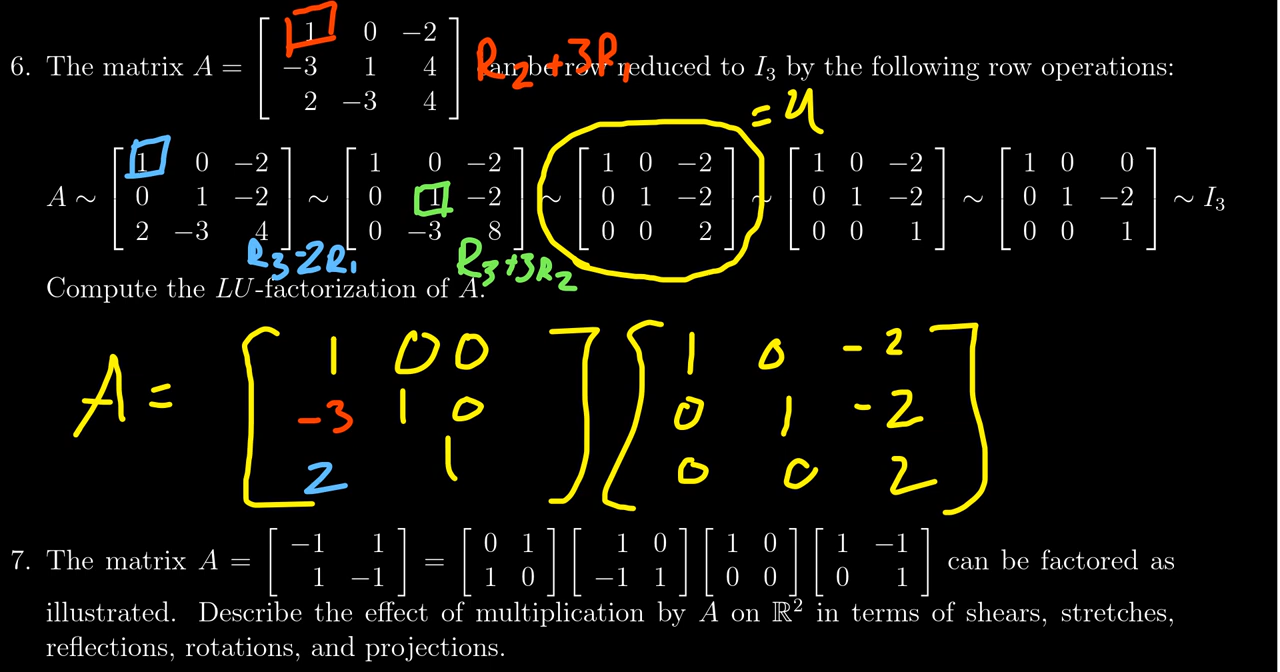 6. The matrix A = [ 1 0 −2 ; −3 1 4 ; 2 −3 4 ] can be row reduced to I₃ by the following row operations:
R₂+3R₁
= U
A ∼ [ 1 0 −2 ; 0 1 −2 ; 2 −3 4 ] ∼ [ 1 0 −2 ; 0 1 −2 ; 0 −3 8 ] ∼ [ 1 0 −2 ; 0 1 −2 ; 0 0 2 ] ∼ [ 1 0 −2 ; 0 1 −2 ; 0 0 1 ] ∼ [ 1 0 0 ; 0 1 −2 ; 0 0 1 ] ∼ I₃
R₃-2R₁ R₃+3R₂
Compute the LU-factorization of A.
A = [ 1 0 0 ; -3 1 0 ; 2 1 ] [ 1 0 -2 ; 0 1 -2 ; 0 0 2 ]
7. The matrix A = [ −1 1 ; 1 −1 ] = [ 0 1 ; 1 0 ] [ 1 0 ; −1 1 ] [ 1 0 ; 0 0 ] [ 1 −1 ; 0 1 ] can be factored as
illustrated. Describe the effect of multiplication by A on ℝ² in terms of shears, stretches,
reflections, rotations, and projections.